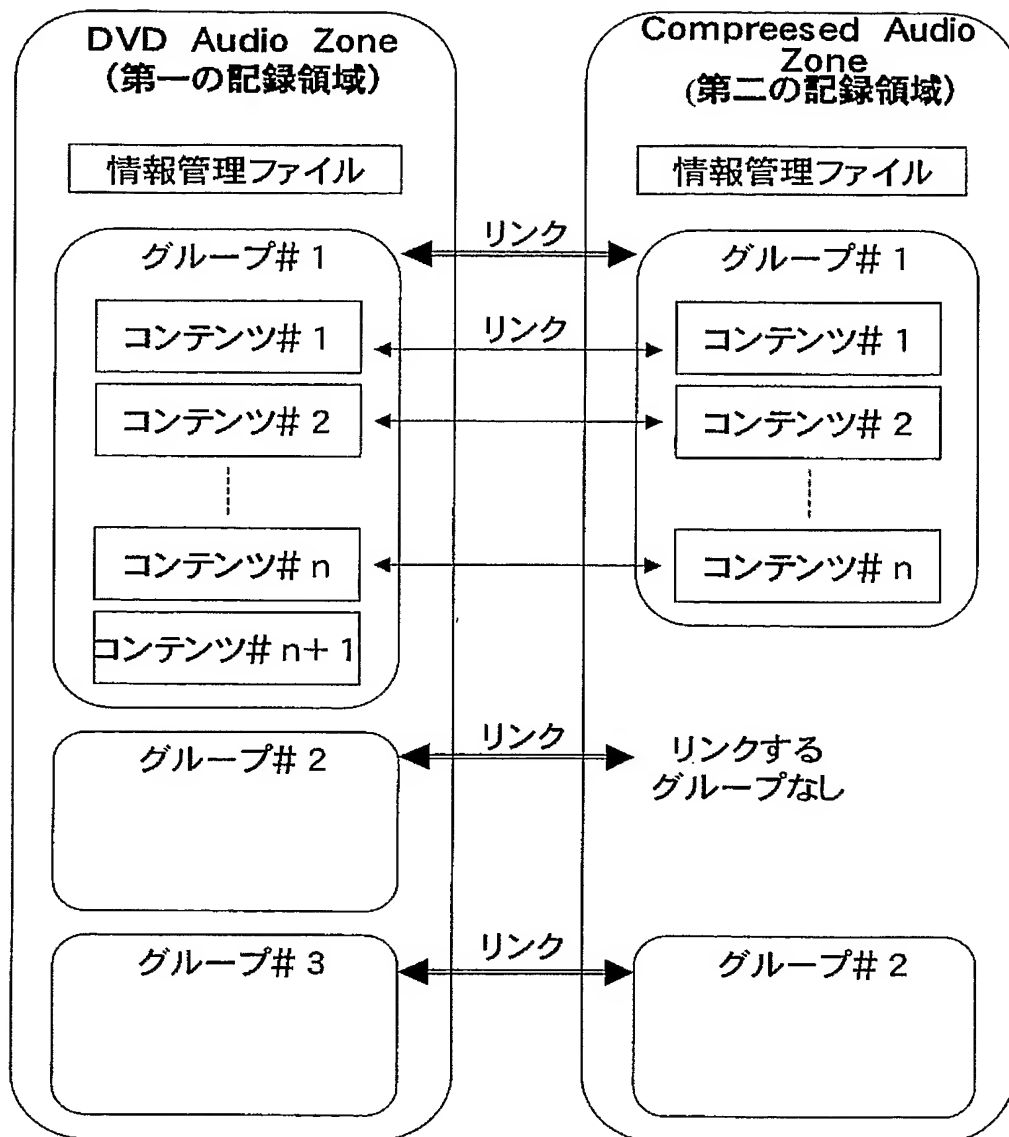 DVD Audio Zone
(第一の記録領域)
情報管理ファイル
グループ#1
コンテンツ#1
コンテンツ#2
コンテンツ#n
コンテンツ#n+1
グループ#2
グループ#3
リンク
リンク
リンク
リンク
Compreesed Audio
Zone
(第二の記録領域)
情報管理ファイル
グループ#1
コンテンツ#1
コンテンツ#2
コンテンツ#n
リンクする
グループなし
グループ#2